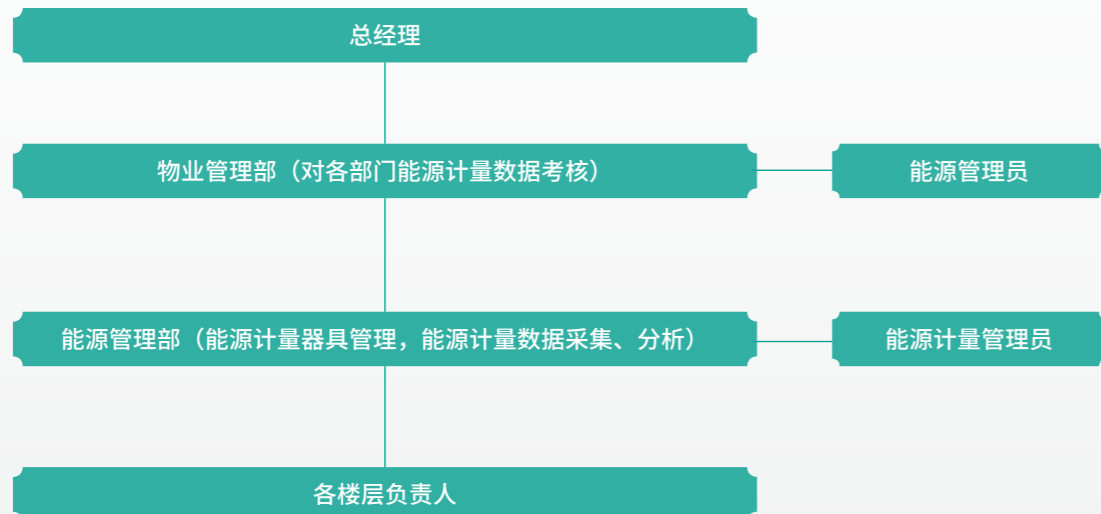 总经理
物业管理部（对各部门能源计量数据考核）
能源管理员
能源管理部（能源计量器具管理，能源计量数据采集、分析）
能源计量管理员
各楼层负责人